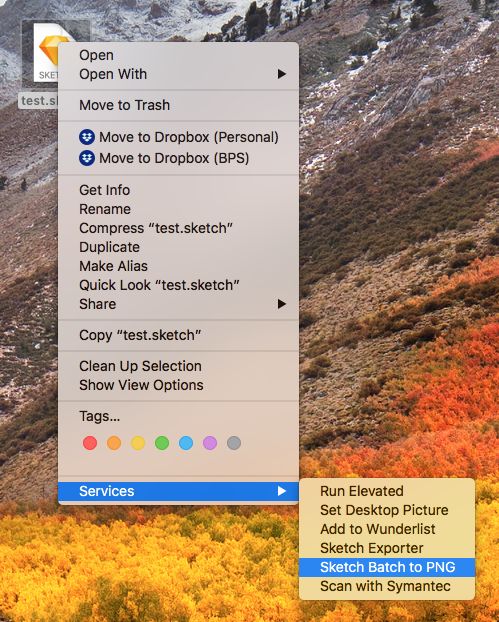 SKET
test.sk
Open
Open With
Move to Trash
Move to Dropbox (Personal)
Move to Dropbox (BPS)
Get Info
Rename
Compress “test.sketch”
Duplicate
Make Alias
Quick Look “test.sketch”
Share
Copy “test.sketch”
Clean Up Selection
Show View Options
Tags...
Services
Run Elevated
Set Desktop Picture
Add to Wunderlist
Sketch Exporter
Sketch Batch to PNG
Scan with Symantec